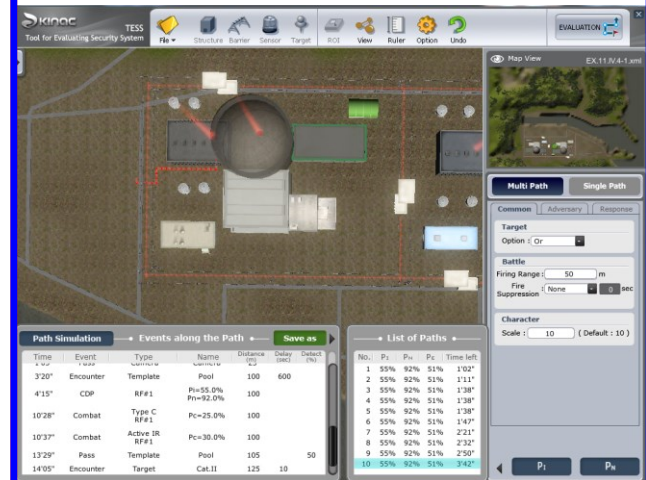 KINAC TESS
Tool for Evaluating Security System
File Structure Barrier Sensor Target ROI View Ruler Option Undo
EVALUATION
Map View EX.11.IV.4-1.xml
Multi Path Single Path
Common Adversary Response
Target
Option : Or
Battle
Firing Range : 50 m
Fire Suppression : None 0 sec
Character
Scale : 10 ( Default : 10 )
PI PN
Path Simulation Events along the Path Save as
Time Event Type Name Distance (m) Delay (sec) Detect (%)
3'20" Encounter Template Pool 100 600
4'15" CDP RF#1 Pi=55.0% Pn=92.0% 100
10'28" Combat Type C RF#1 Pc=25.0% 100
10'37" Combat Active IR RF#1 Pc=30.0% 100
13'29" Pass Template Pool 105 50
14'05" Encounter Target Cat.II 125 10
List of Paths
No. PI PN PE Time left
1 55% 92% 51% 1'02"
2 55% 92% 51% 1'11"
3 55% 92% 51% 1'38"
4 55% 92% 51% 1'38"
5 55% 92% 51% 1'38"
6 55% 92% 51% 1'47"
7 55% 92% 51% 2'21"
8 55% 92% 51% 2'32"
9 55% 92% 51% 2'50"
10 55% 92% 51% 3'42"